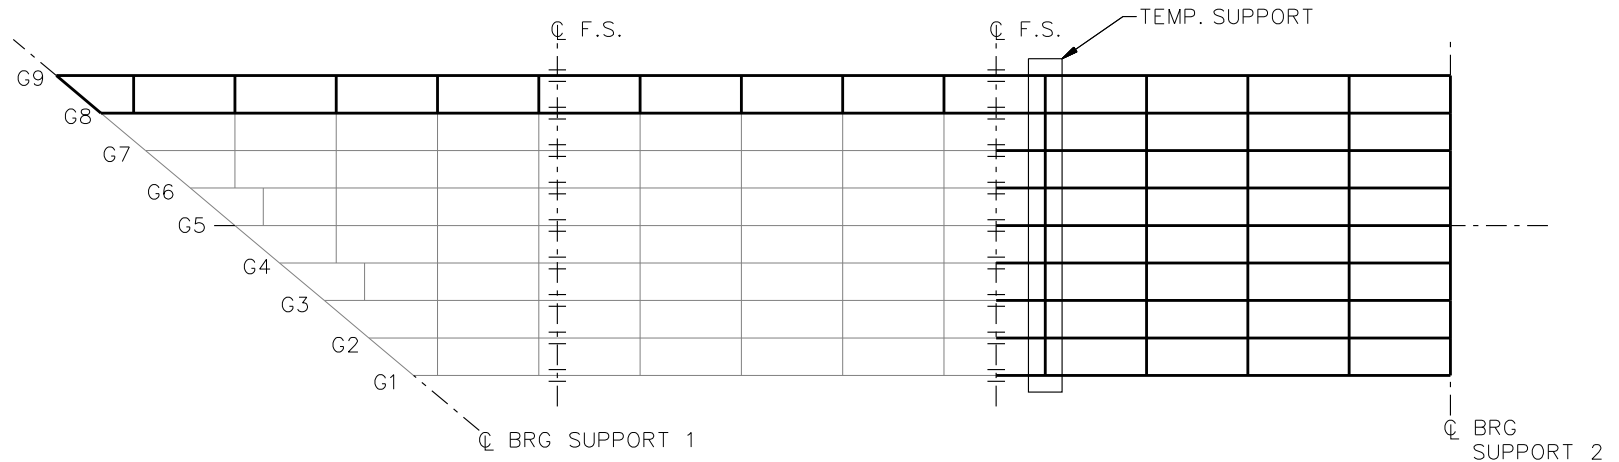 TEMP. SUPPORT
℄ F.S.
℄ F.S.
G9
G8
G7
G6
G5
G4
G3
G2
G1
℄ BRG SUPPORT 1
℄ BRG
SUPPORT 2